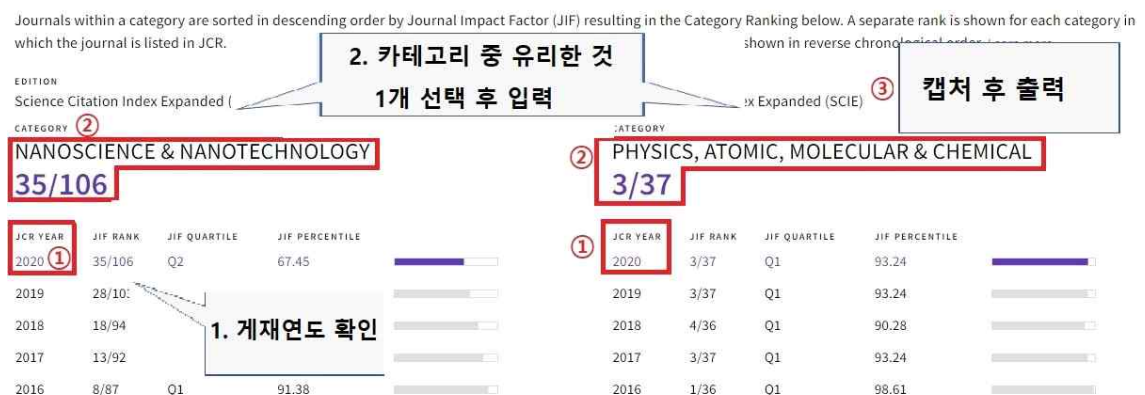 Journals within a category are sorted in descending order by Journal Impact Factor (JIF) resulting in the Category Ranking below. A separate rank is shown for each category in
which the journal is listed in JCR. shown in reverse
2. 카테고리 중 유리한 것
1개 선택 후 입력
③ 캡처 후 출력
EDITION
Science Citation Index Expanded (
CATEGORY ②
NANOSCIENCE & NANOTECHNOLOGY
35/106
JCR YEAR JIF RANK JIF QUARTILE JIF PERCENTILE
2020 ① 35/106 Q2 67.45
2019 28/103
2018 18/94
2017 13/92
2016 8/87 Q1 91.38
1. 게재연도 확인
Expanded (SCIE)
CATEGORY
② PHYSICS, ATOMIC, MOLECULAR & CHEMICAL
3/37
① JCR YEAR JIF RANK JIF QUARTILE JIF PERCENTILE
2020 3/37 Q1 93.24
2019 3/37 Q1 93.24
2018 4/36 Q1 90.28
2017 3/37 Q1 93.24
2016 1/36 Q1 98.61